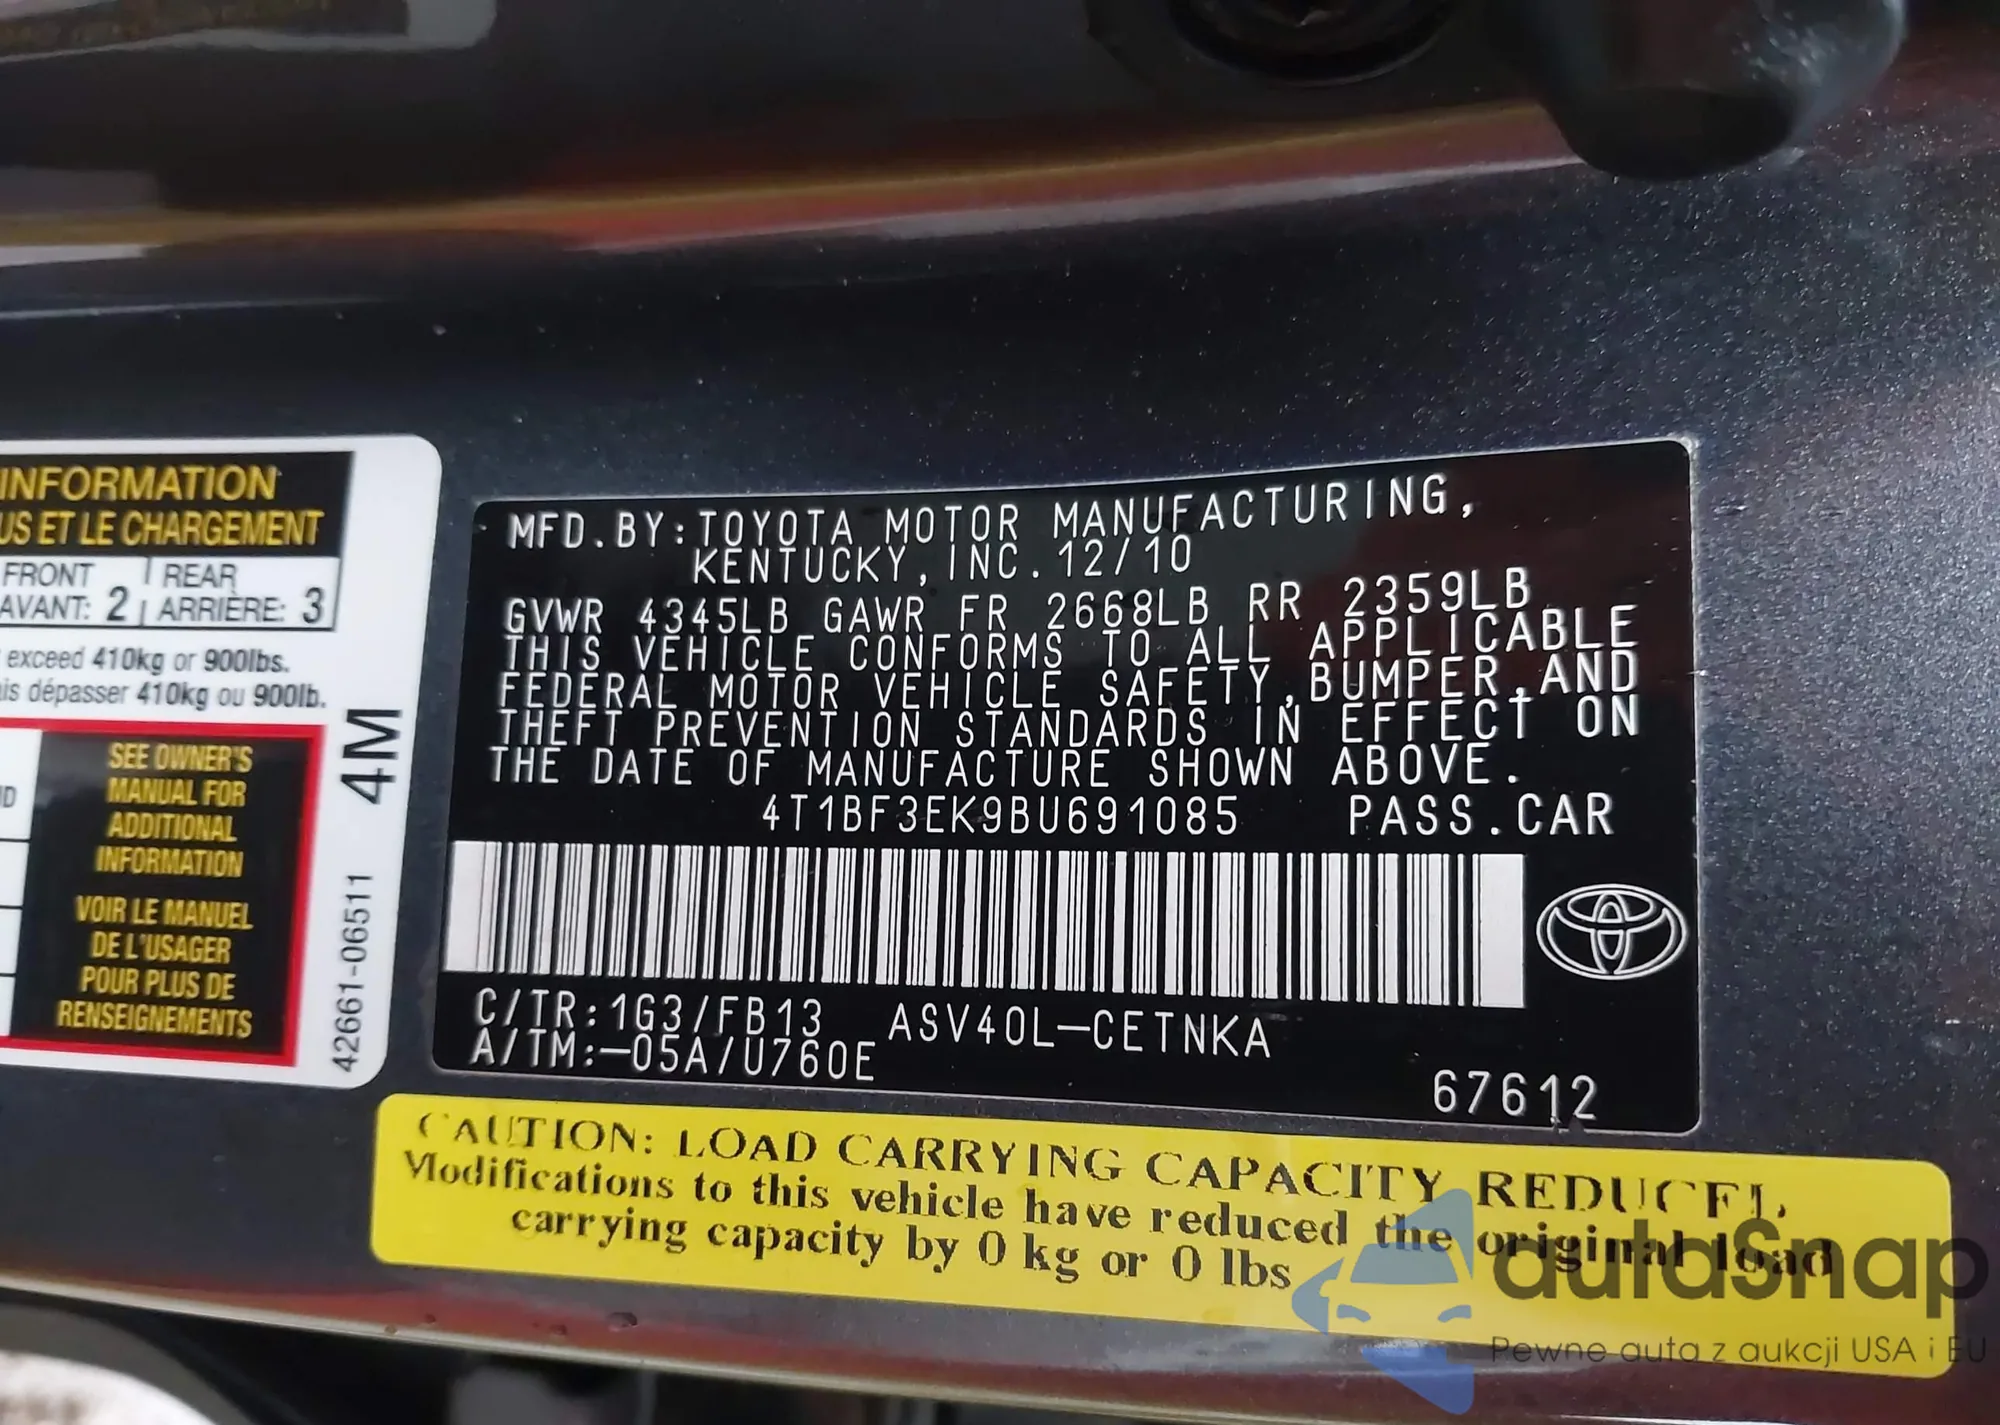 INFORMATION
US ET LE CHARGEMENT
FRONT REAR
AVANT: 2 ARRIÈRE: 3
exceed 410kg or 900lbs.
is dépasser 410kg ou 900lb.
SEE OWNER'S
MANUAL FOR
ADDITIONAL
INFORMATION
VOIR LE MANUEL
DE L'USAGER
POUR PLUS DE
RENSEIGNEMENTS
4M
42661-06511
MFD.BY:TOYOTA MOTOR MANUFACTURING,
KENTUCKY,INC.12/10
GVWR 4345LB GAWR FR 2668LB RR 2359LB
THIS VEHICLE CONFORMS TO ALL APPLICABLE
FEDERAL MOTOR VEHICLE SAFETY,BUMPER,AND
THEFT PREVENTION STANDARDS IN EFFECT ON
THE DATE OF MANUFACTURE SHOWN ABOVE.
4T1BF3EK9BU691085 PASS.CAR
C/TR:1G3/FB13 ASV40L-CETNKA
A/TM:-05A/U760E
67612
CAUTION: LOAD CARRYING CAPACITY REDUCED
Modifications to this vehicle have reduced the original load
carrying capacity by 0 kg or 0 lbs
autaSnap
Pewne auta z aukcji USA i EU